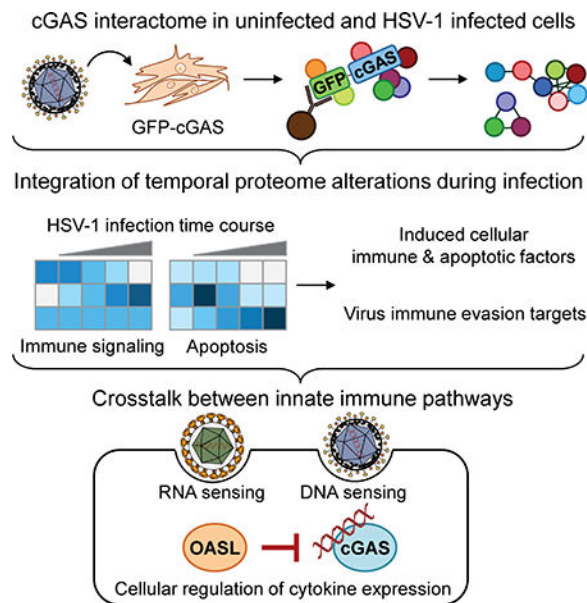 cGAS interactome in uninfected and HSV-1 infected cells
GFP-cGAS
GFP
cGAS
Integration of temporal proteome alterations during infection
HSV-1 infection time course
Immune signaling
Apoptosis
Induced cellular
immune & apoptotic factors
Virus immune evasion targets
Crosstalk between innate immune pathways
RNA sensing
DNA sensing
OASL
cGAS
Cellular regulation of cytokine expression